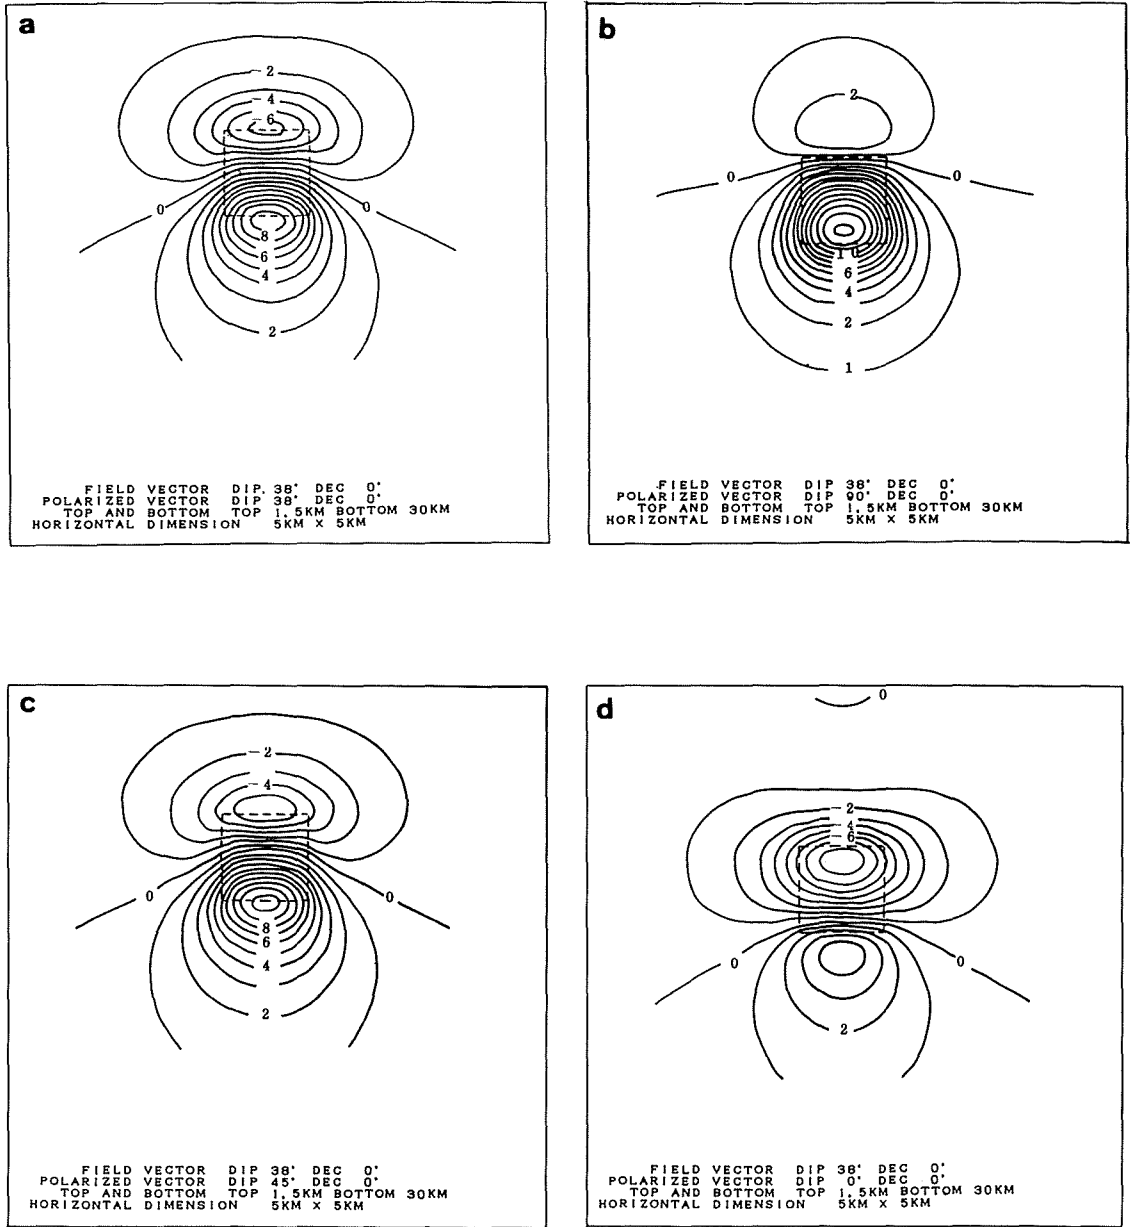 a
-2
-4
-6
0
0
8
6
4
2
FIELD VECTOR DIP. 38° DEC 0°
POLARIZED VECTOR DIP 38° DEC 0°
TOP AND BOTTOM TOP 1.5KM BOTTOM 30KM
HORIZONTAL DIMENSION 5KM X 5KM
b
2
0
0
10
6
4
2
1
FIELD VECTOR DIP 38° DEC 0°
POLARIZED VECTOR DIP 90° DEC 0°
TOP AND BOTTOM TOP 1.5KM BOTTOM 30KM
HORIZONTAL DIMENSION 5KM X 5KM
c
-2
-4
0
0
8
6
4
2
FIELD VECTOR DIP 38° DEC 0°
POLARIZED VECTOR DIP 45° DEC 0°
TOP AND BOTTOM TOP 1.5KM BOTTOM 30KM
HORIZONTAL DIMENSION 5KM X 5KM
d
0
-2
-4
-6
0
0
2
FIELD VECTOR DIP 38° DEC 0°
POLARIZED VECTOR DIP 0° DEC 0°
TOP AND BOTTOM TOP 1.5KM BOTTOM 30KM
HORIZONTAL DIMENSION 5KM X 5KM